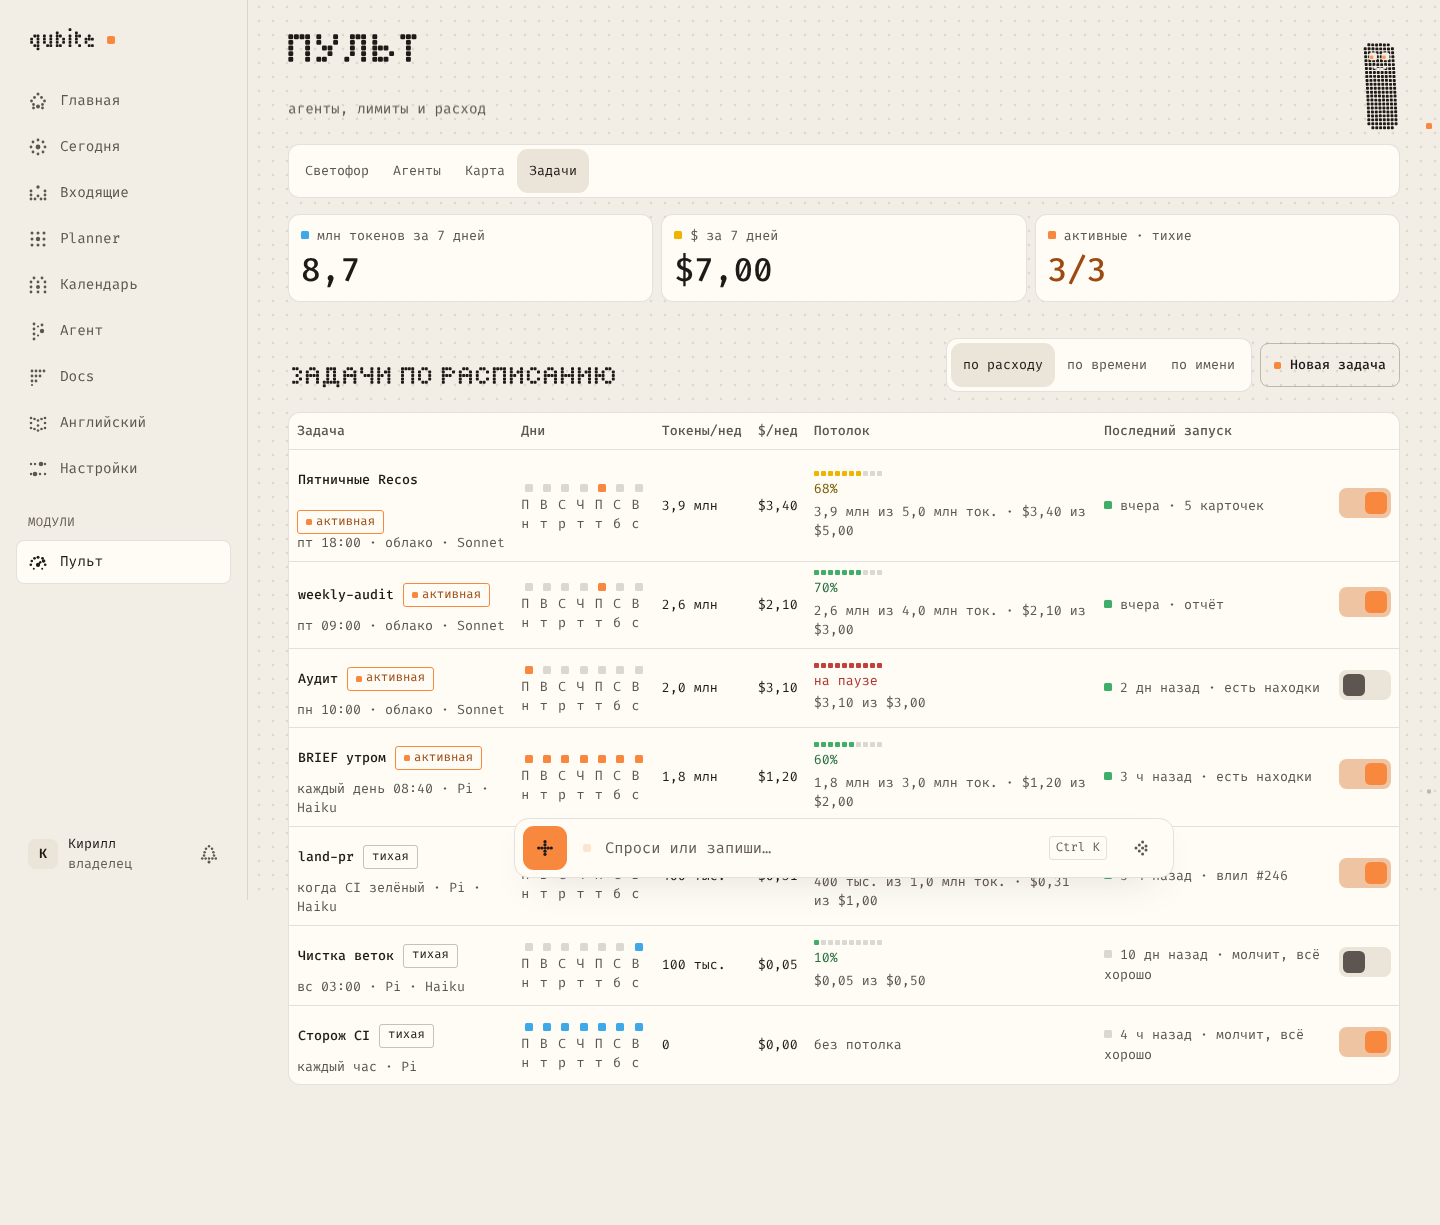 qubite
Главная
Сегодня
Входящие
Planner
Календарь
Агент
Docs
Английский
Настройки
МОДУЛИ
Пульт
К
Кирилл
владелец
ПУЛЬТ
агенты, лимиты и расход
Светофор Агенты Карта Задачи
млн токенов за 7 дней
8,7
$ за 7 дней
$7,00
активные · тихие
3/3
ЗАДАЧИ ПО РАСПИСАНИЮ
по расходу по времени по имени
Новая задача
Задача Дни Токены/нед $/нед Потолок Последний запуск
Пятничные Recos
активная
пт 18:00 · облако · Sonnet
П В С Ч П С В
н т р т т б с
3,9 млн
$3,40
68%
3,9 млн из 5,0 млн ток. · $3,40 из
$5,00
вчера · 5 карточек
weekly-audit активная
пт 09:00 · облако · Sonnet
П В С Ч П С В
н т р т т б с
2,6 млн
$2,10
70%
2,6 млн из 4,0 млн ток. · $2,10 из
$3,00
вчера · отчёт
Аудит активная
пн 10:00 · облако · Sonnet
П В С Ч П С В
н т р т т б с
2,0 млн
$3,10
на паузе
$3,10 из $3,00
2 дн назад · есть находки
BRIEF утром активная
каждый день 08:40 · Pi ·
Haiku
П В С Ч П С В
н т р т т б с
1,8 млн
$1,20
60%
1,8 млн из 3,0 млн ток. · $1,20 из
$2,00
3 ч назад · есть находки
Спроси или запиши…
Ctrl K
land-pr тихая
когда CI зелёный · Pi ·
Haiku
н т р т т б с
400 тыс. из 1,0 млн ток. · $0,31
из $1,00
назад · влил #246
Чистка веток тихая
вс 03:00 · Pi · Haiku
П В С Ч П С В
н т р т т б с
100 тыс.
$0,05
10%
$0,05 из $0,50
10 дн назад · молчит, всё
хорошо
Сторож CI тихая
каждый час · Pi
П В С Ч П С В
н т р т т б с
0
$0,00
без потолка
4 ч назад · молчит, всё
хорошо